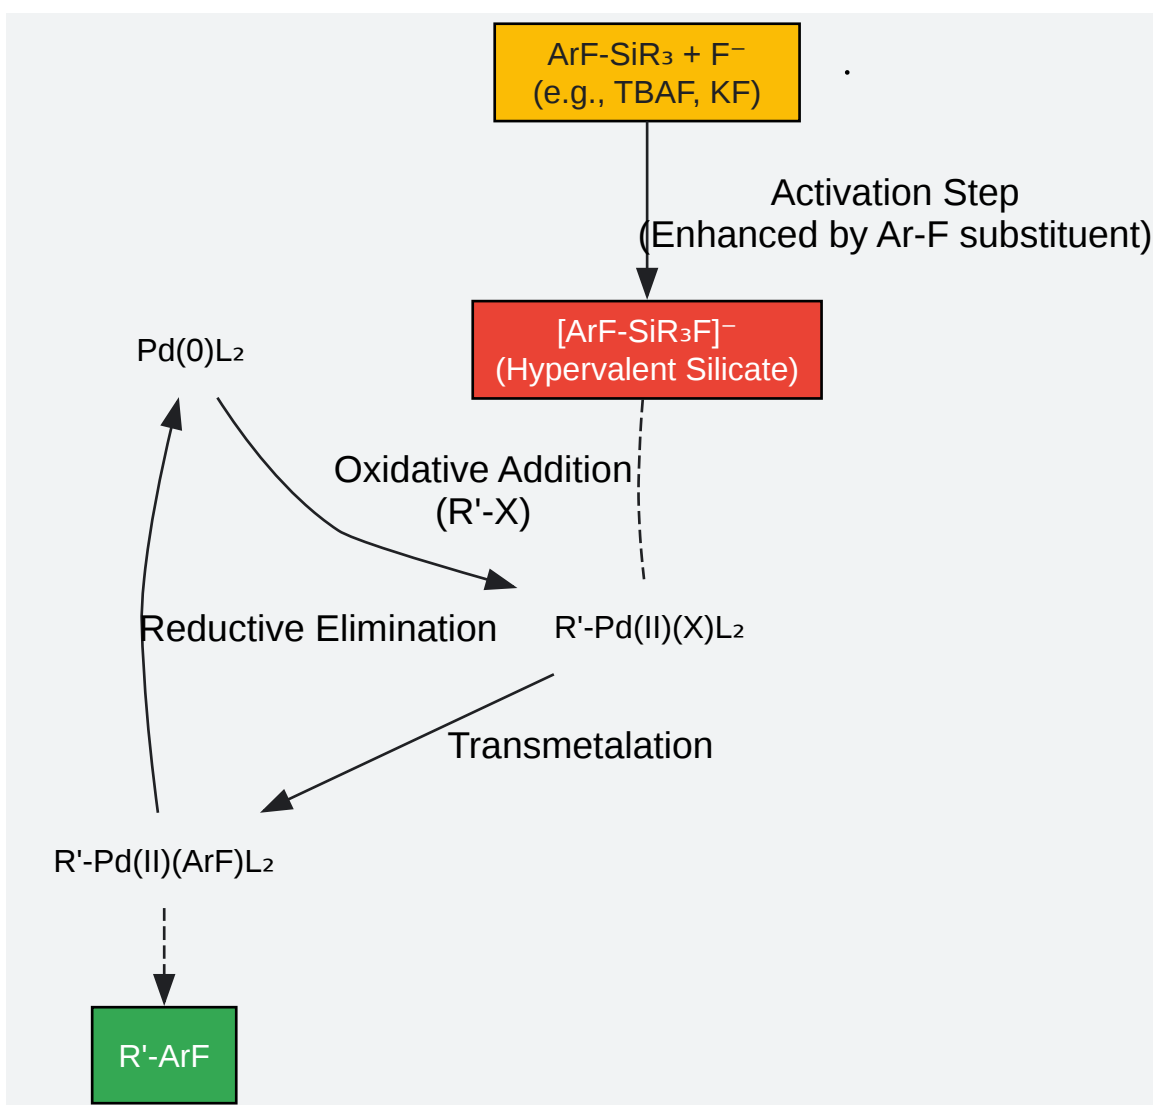 ArF-SiR₃ + F⁻
(e.g., TBAF, KF)
.
Activation Step
(Enhanced by Ar-F substituent)
[ArF-SiR₃F]⁻
(Hypervalent Silicate)
Pd(0)L₂
Oxidative Addition
(R'-X)
Reductive Elimination
R'-Pd(II)(X)L₂
Transmetalation
R'-Pd(II)(ArF)L₂
R'-ArF